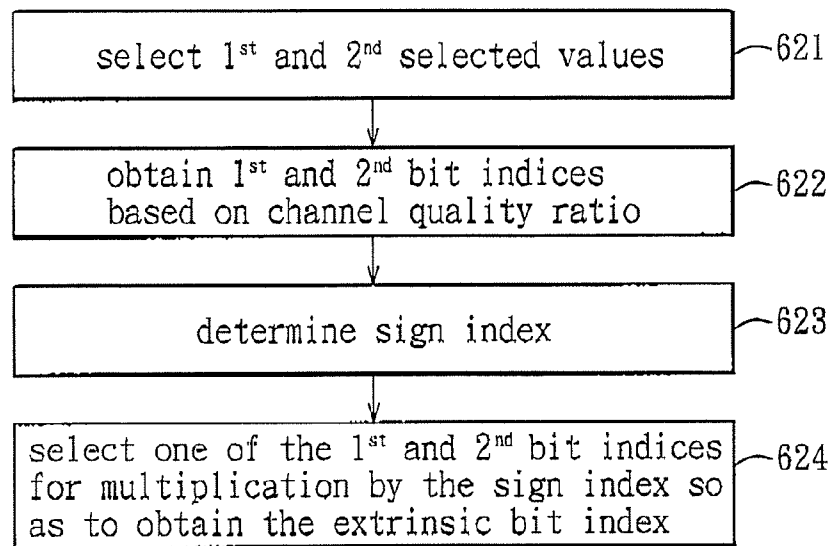 select 1st and 2nd selected values
621
obtain 1st and 2nd bit indices
based on channel quality ratio
622
determine sign index
623
select one of the 1st and 2nd bit indices
for multiplication by the sign index so
as to obtain the extrinsic bit index
624